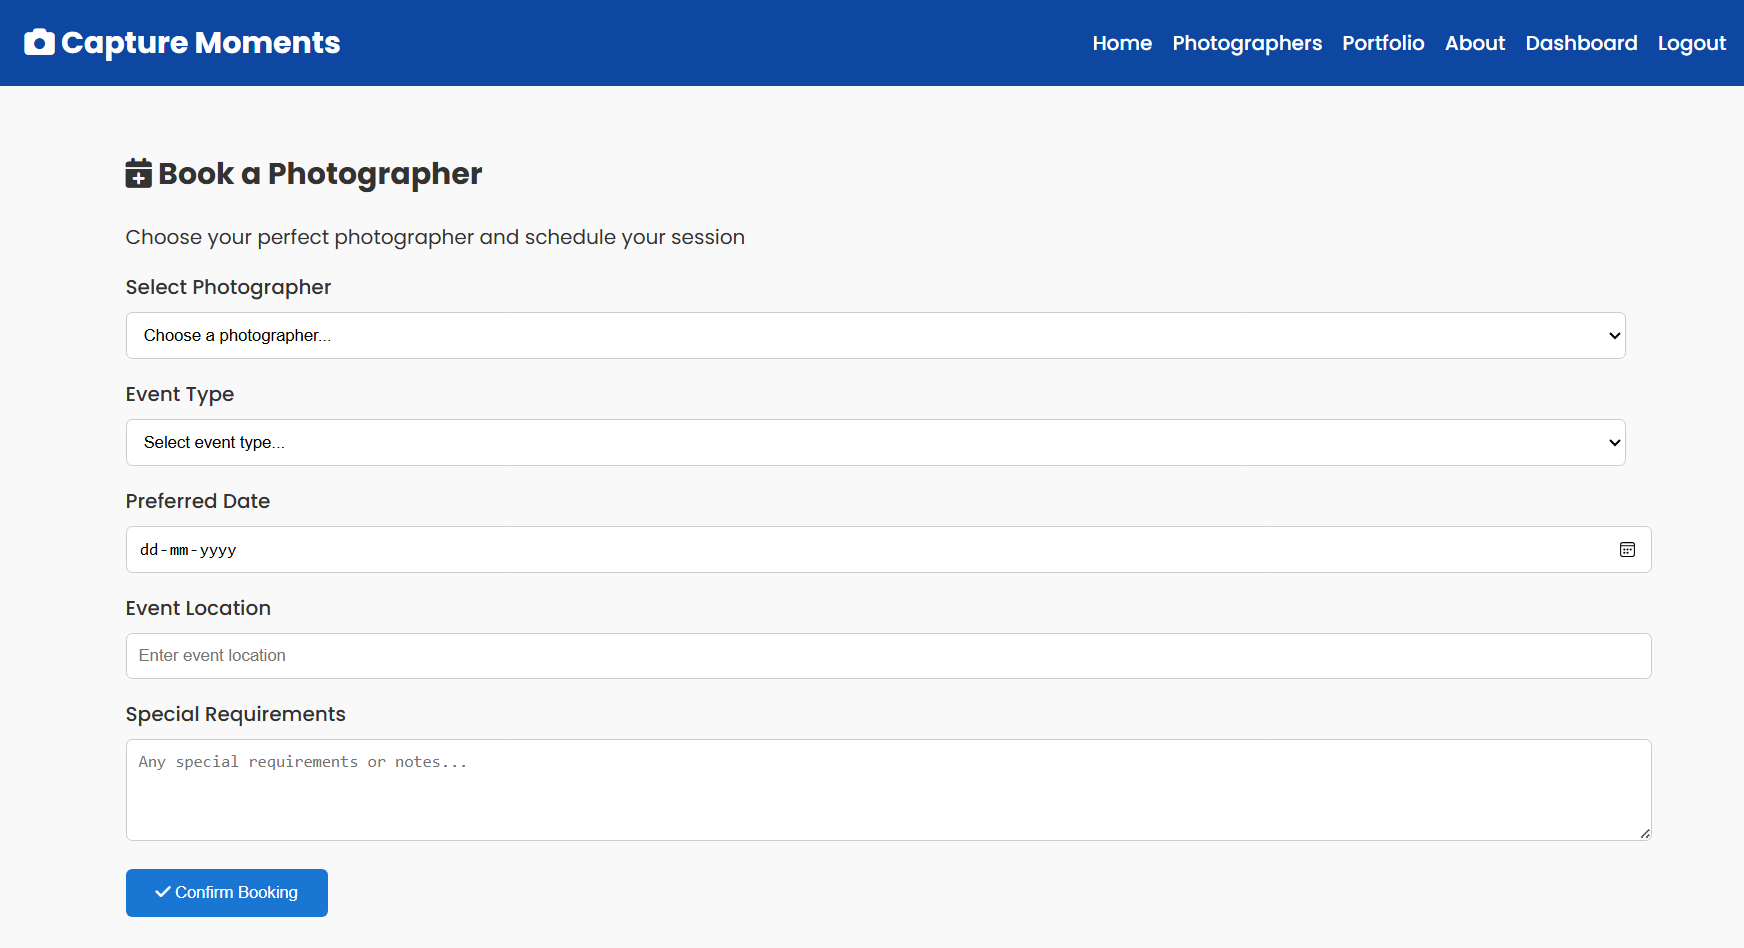 Capture Moments
Home Photographers Portfolio About Dashboard Logout
Book a Photographer
Choose your perfect photographer and schedule your session
Select Photographer
Choose a photographer...
Event Type
Select event type...
Preferred Date
dd-mm-yyyy
Event Location
Enter event location
Special Requirements
Any special requirements or notes...
Confirm Booking